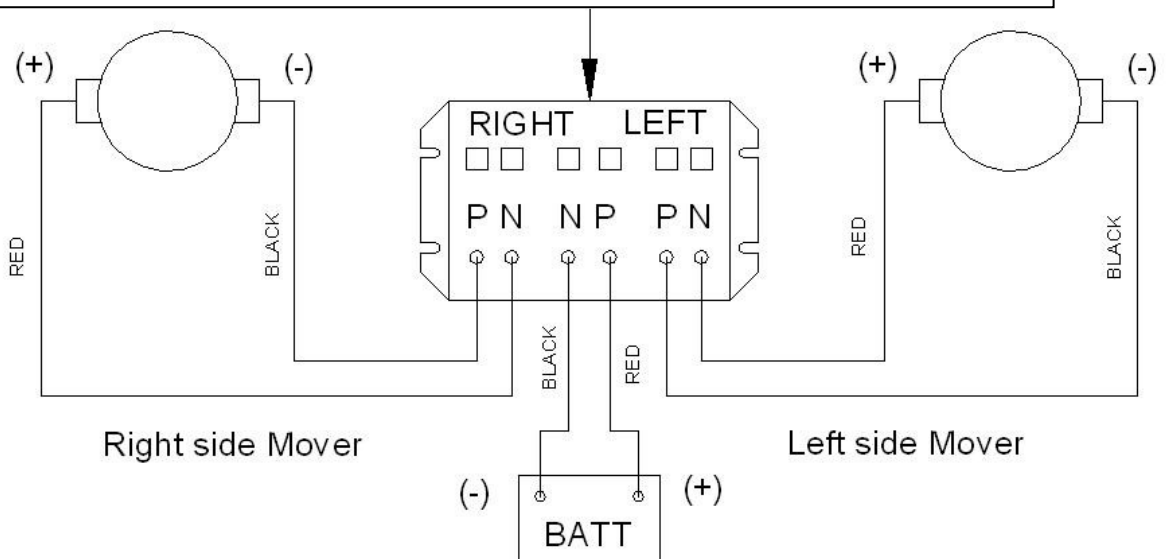 (+) (-) (+) (-)
RIGHT LEFT
P N N P P N
RED
BLACK
BLACK
RED
RED
BLACK
Right side Mover
Left side Mover
(-) (+)
BATT